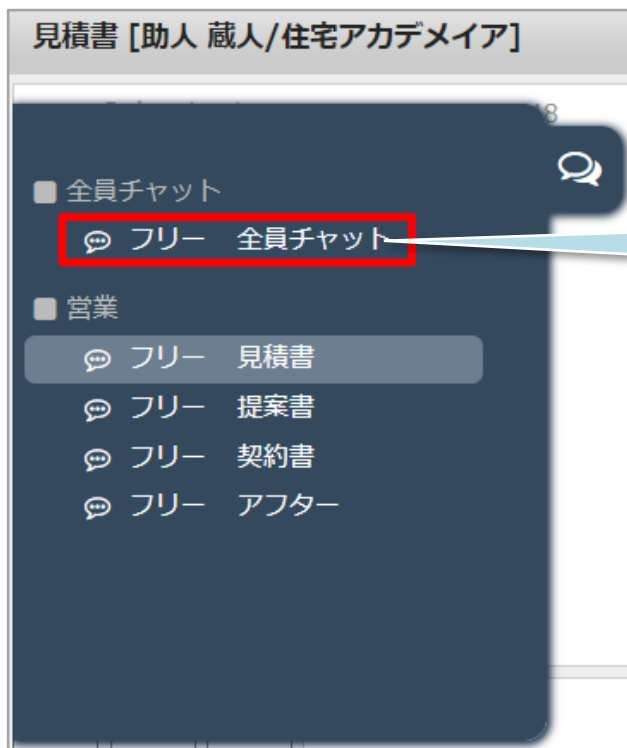 見積書 [助人 蔵人/住宅アカデメイア]
全員チャット
フリー　全員チャット
営業
フリー　見積書
フリー　提案書
フリー　契約書
フリー　アフター